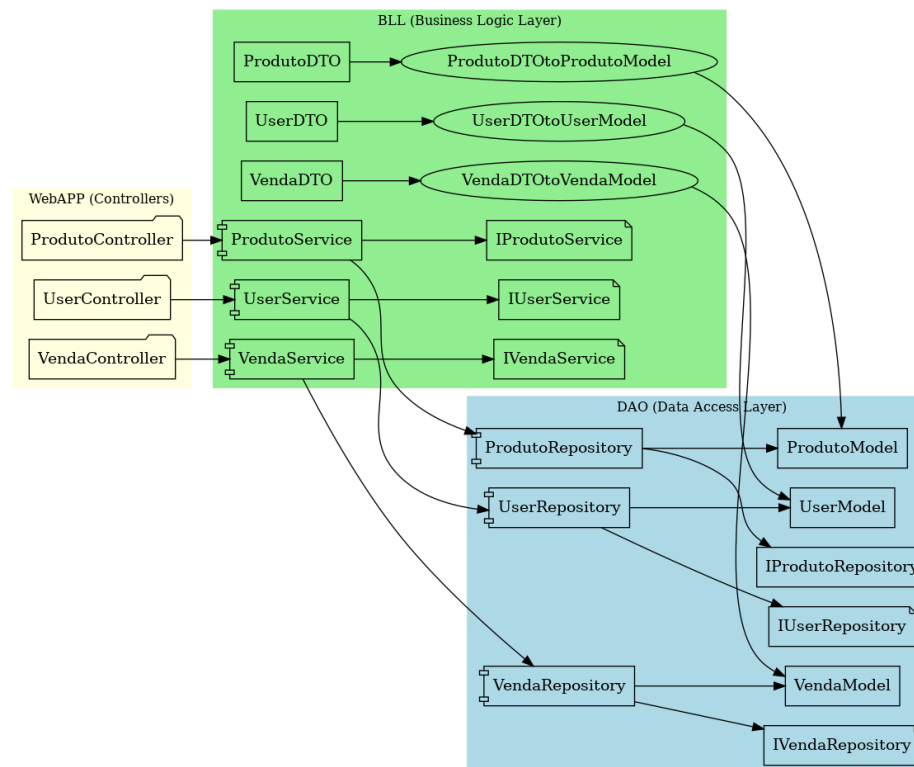 BLL (Business Logic Layer)
ProdutoDTO
ProdutoDTOtoProdutoModel
UserDTO
UserDTOtoUserModel
VendaDTO
VendaDTOtoVendaModel
WebAPP (Controllers)
ProdutoController
ProdutoService
IProdutoService
UserController
UserService
IUserService
VendaController
VendaService
IVendaService
DAO (Data Access Layer)
ProdutoRepository
ProdutoModel
UserRepository
UserModel
IProdutoRepository
IUserRepository
VendaRepository
VendaModel
IVendaRepository